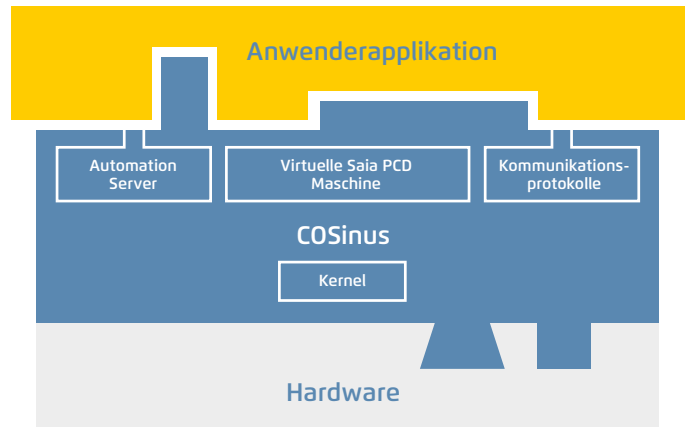 Anwenderapplikation
Automation
Server
Virtuelle Saia PCD
Maschine
Kommunikations-
protokolle
COSinus
Kernel
Hardware